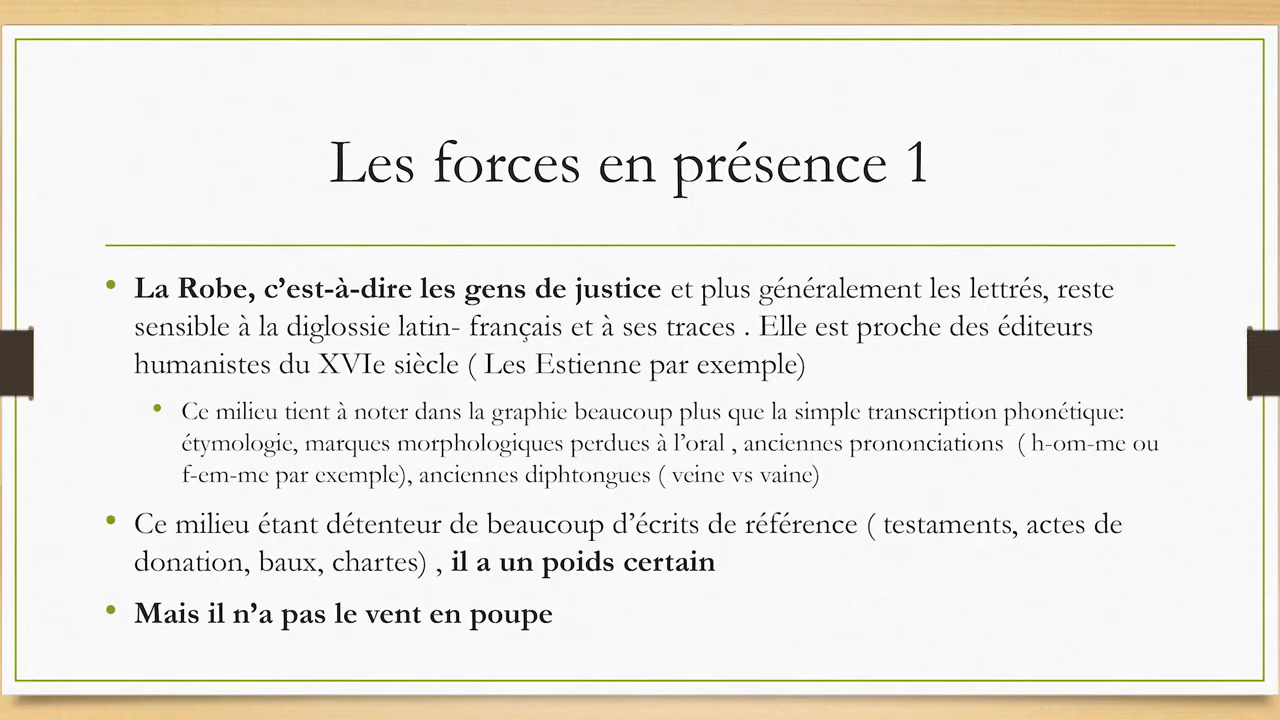 Les forces en présence 1
• La Robe, c’est-à-dire les gens de justice et plus généralement les lettrés, reste
sensible à la diglossie latin- français et à ses traces . Elle est proche des éditeurs
humanistes du XVIe siècle ( Les Estienne par exemple)
• Ce milieu tient à noter dans la graphie beaucoup plus que la simple transcription phonétique:
étymologie, marques morphologiques perdues à l’oral , anciennes prononciations ( h-om-me ou
f-em-me par exemple), anciennes diphtongues ( veine vs vaine)
• Ce milieu étant détenteur de beaucoup d’écrits de référence ( testaments, actes de
donation, baux, chartes) , il a un poids certain
• Mais il n’a pas le vent en poupe